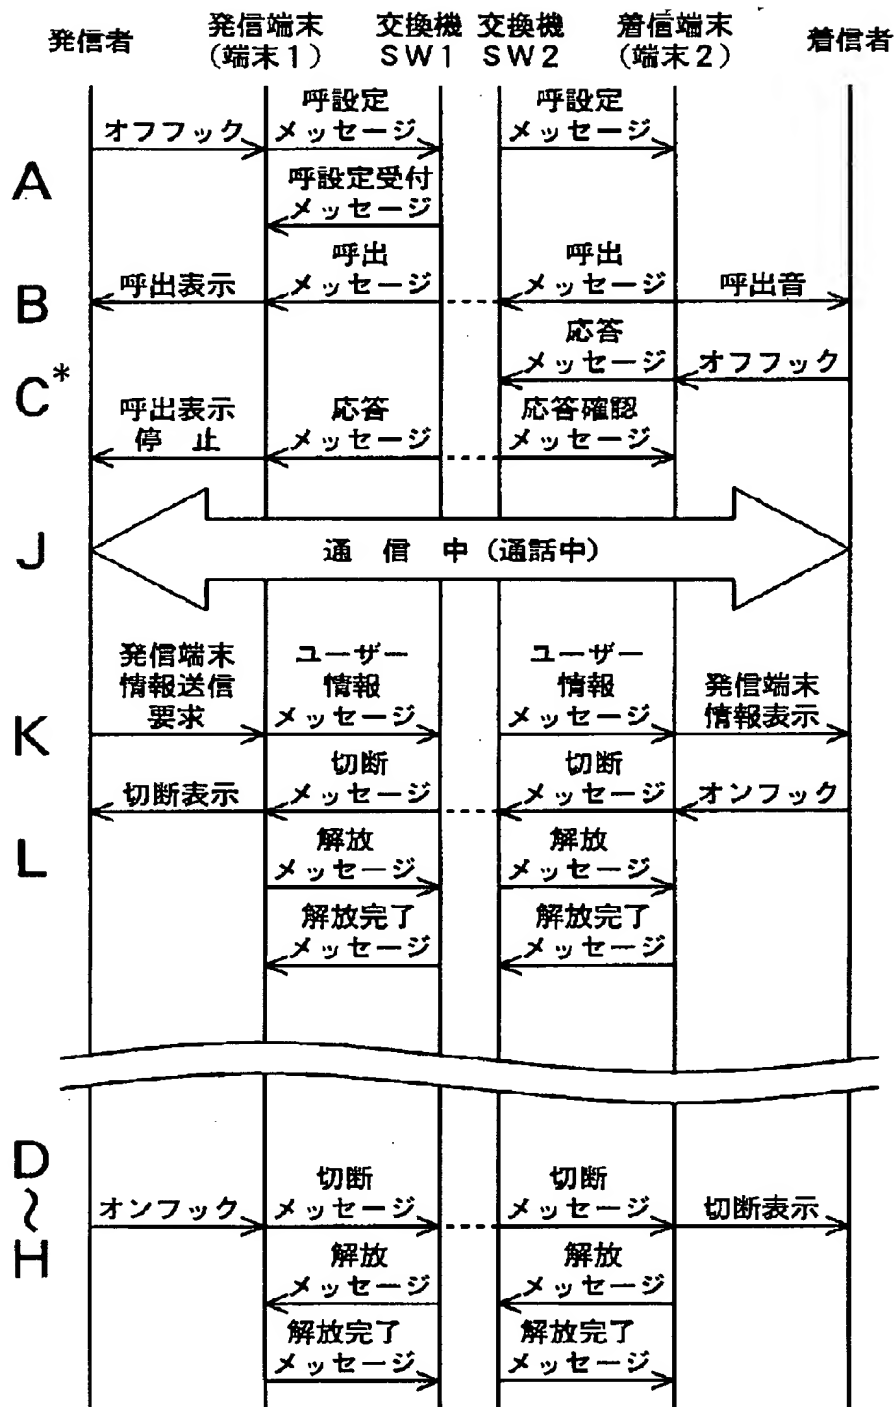 発信者
発信端末
(端末1)
交換機
SW1
交換機
SW2
着信端末
(端末2)
着信者
オフフック
呼設定
メッセージ
呼設定
メッセージ
A
呼設定受付
メッセージ
B
呼出表示
呼出
メッセージ
呼出
メッセージ
呼出音
応答
メッセージ
オフフック
C*
呼出表示
停 止
応答
メッセージ
応答確認
メッセージ
J
通 信 中(通話中)
K
発信端末
情報送信
要求
ユーザー
情報
メッセージ
ユーザー
情報
メッセージ
発信端末
情報表示
切断表示
切断
メッセージ
切断
メッセージ
オンフック
L
解放
メッセージ
解放
メッセージ
解放完了
メッセージ
解放完了
メッセージ
D
~
H
オンフック
切断
メッセージ
切断
メッセージ
切断表示
解放
メッセージ
解放
メッセージ
解放完了
メッセージ
解放完了
メッセージ